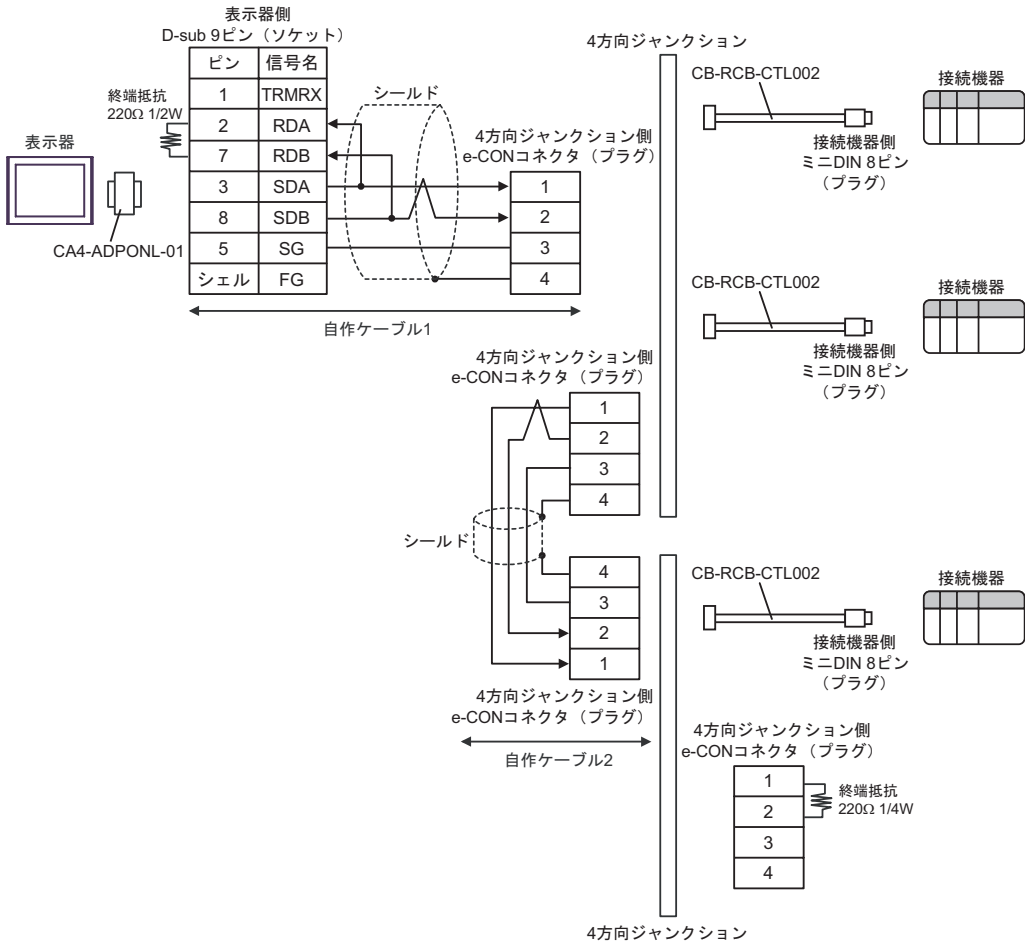 表示器側
D-sub 9ピン（ソケット）
ピン 信号名
1 TRMRX
2 RDA
7 RDB
3 SDA
8 SDB
5 SG
シェル FG
終端抵抗
220Ω 1/2W
表示器
CA4-ADPONL-01
シールド
4方向ジャンクション側
e-CONコネクタ（プラグ）
1
2
3
4
自作ケーブル1
4方向ジャンクション
CB-RCB-CTL002
接続機器
接続機器側
ミニDIN 8ピン
（プラグ）
CB-RCB-CTL002
接続機器
接続機器側
ミニDIN 8ピン
（プラグ）
4方向ジャンクション側
e-CONコネクタ（プラグ）
1
2
3
4
シールド
4
3
2
1
4方向ジャンクション側
e-CONコネクタ（プラグ）
自作ケーブル2
CB-RCB-CTL002
接続機器
接続機器側
ミニDIN 8ピン
（プラグ）
4方向ジャンクション側
e-CONコネクタ（プラグ）
1
2
3
4
終端抵抗
220Ω 1/4W
4方向ジャンクション